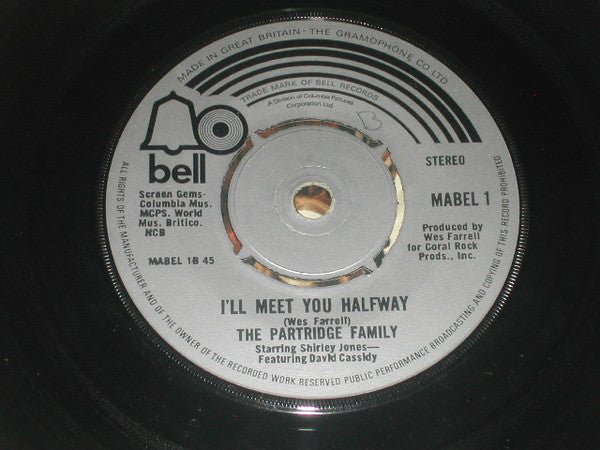 MADE IN GREAT BRITAIN · THE GRAMOPHONE CO LTD
TRADE MARK OF BELL RECORDS
A Division of Columbia Pictures
Corporation Ltd
B
bell
STEREO
MABEL 1
Screen Gems-
Columbia Mus.
MCPS. World
Mus. Britico.
NCB
Produced by
Wes Farrell
for Coral Rock
Prods., Inc.
MABEL 1B 45
I'LL MEET YOU HALFWAY
(Wes Farrell)
THE PARTRIDGE FAMILY
Starring Shirley Jones—
Featuring David Cassidy
ALL RIGHTS OF THE MANUFACTURER AND OF THE OWNER OF THE RECORDED WORK RESERVED PUBLIC PERFORMANCE BROADCASTING AND COPYING OF THIS RECORD PROHIBITED